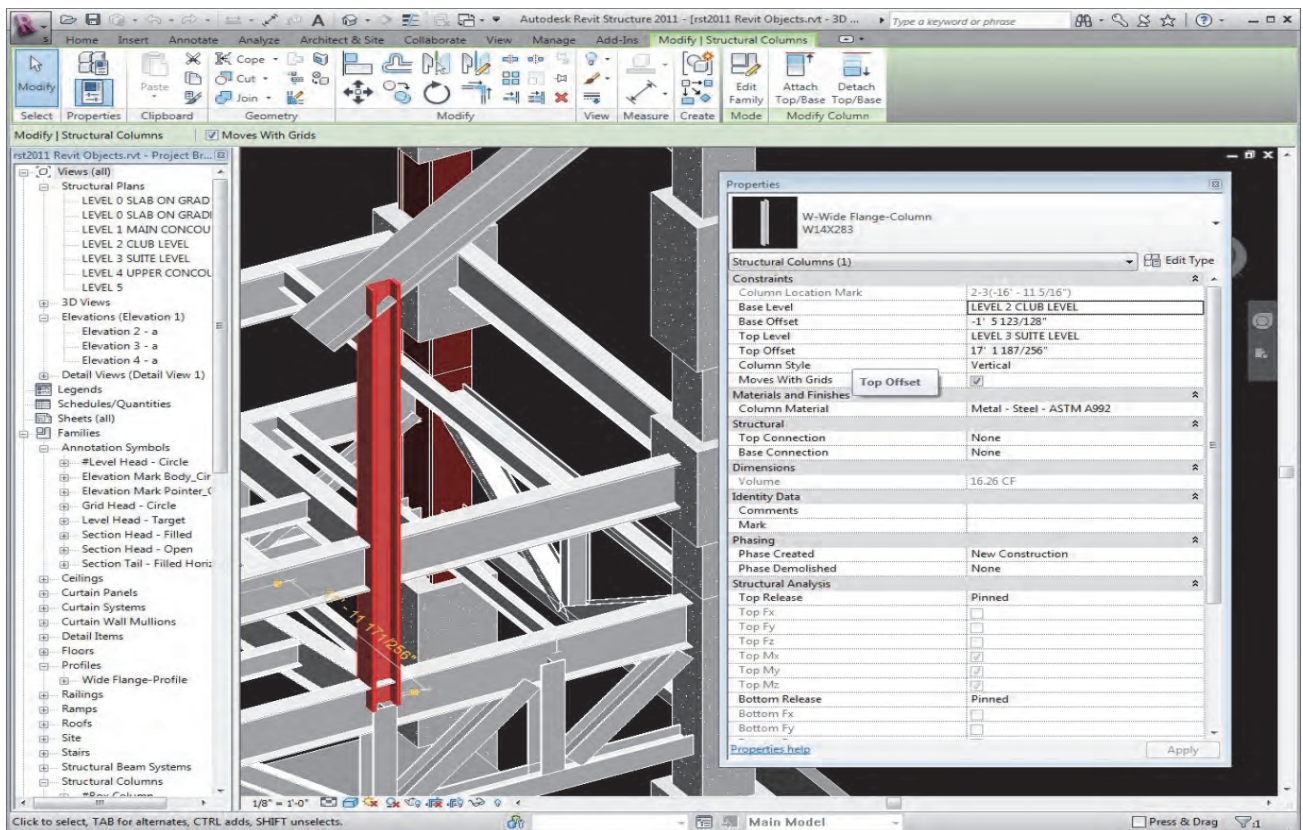 Autodesk Revit Structure 2011 - [rst2011 Revit Objects.rvt - 3D ...
Type a keyword or phrase
Home Insert Annotate Analyze Architect & Site Collaborate View Manage Add-Ins Modify | Structural Columns
Modify
Paste
Cope
Cut
Join
Edit Family
Attach Top/Base
Detach Top/Base
Select Properties Clipboard Geometry Modify View Measure Create Mode Modify Column
Modify | Structural Columns Moves With Grids
rst2011 Revit Objects.rvt - Project Br...
Views (all)
Structural Plans
LEVEL 0 SLAB ON GRAD
LEVEL 0 SLAB ON GRADI
LEVEL 1 MAIN CONCOU
LEVEL 2 CLUB LEVEL
LEVEL 3 SUITE LEVEL
LEVEL 4 UPPER CONCOL
LEVEL 5
3D Views
Elevations (Elevation 1)
Elevation 2 - a
Elevation 3 - a
Elevation 4 - a
Detail Views (Detail View 1)
Legends
Schedules/Quantities
Sheets (all)
Families
Annotation Symbols
#Level Head - Circle
Elevation Mark Body_Cir
Elevation Mark Pointer_C
Grid Head - Circle
Level Head - Target
Section Head - Filled
Section Head - Open
Section Tail - Filled Horiz
Ceilings
Curtain Panels
Curtain Systems
Curtain Wall Mullions
Detail Items
Floors
Profiles
Wide Flange-Profile
Railings
Ramps
Roofs
Site
Stairs
Structural Beam Systems
Structural Columns
- 11 171/256"
Properties
W-Wide Flange-Column
W14X283
Structural Columns (1) Edit Type
Constraints
Column Location Mark 2-3(-16' - 11 5/16")
Base Level LEVEL 2 CLUB LEVEL
Base Offset -1' 5 123/128"
Top Level LEVEL 3 SUITE LEVEL
Top Offset 17' 1 187/256"
Column Style Vertical
Moves With Grids
Top Offset
Materials and Finishes
Column Material Metal - Steel - ASTM A992
Structural
Top Connection None
Base Connection None
Dimensions
Volume 16.26 CF
Identity Data
Comments
Mark
Phasing
Phase Created New Construction
Phase Demolished None
Structural Analysis
Top Release Pinned
Top Fx
Top Fy
Top Fz
Top Mx
Top My
Top Mz
Bottom Release Pinned
Bottom Fx
Bottom Fy
Properties help Apply
1/8" = 1'-0"
Click to select, TAB for alternates, CTRL adds, SHIFT unselects.
Main Model
Press & Drag
:1